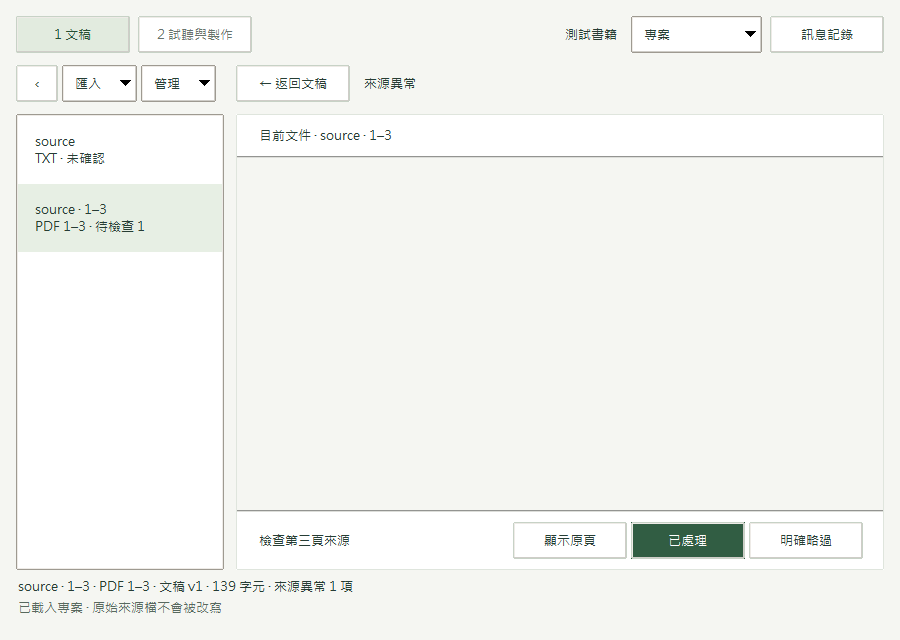 1 文稿
2 試聽與製作
測試書籍
專案
訊息記錄
‹
匯入
管理
← 返回文稿
來源異常
source
TXT · 未確認
source · 1–3
PDF 1–3 · 待檢查 1
目前文件 · source · 1–3
檢查第三頁來源
顯示原頁
已處理
明確略過
source · 1–3 · PDF 1–3 · 文稿 v1 · 139 字元 · 來源異常 1 項
已載入專案 · 原始來源檔不會被改寫